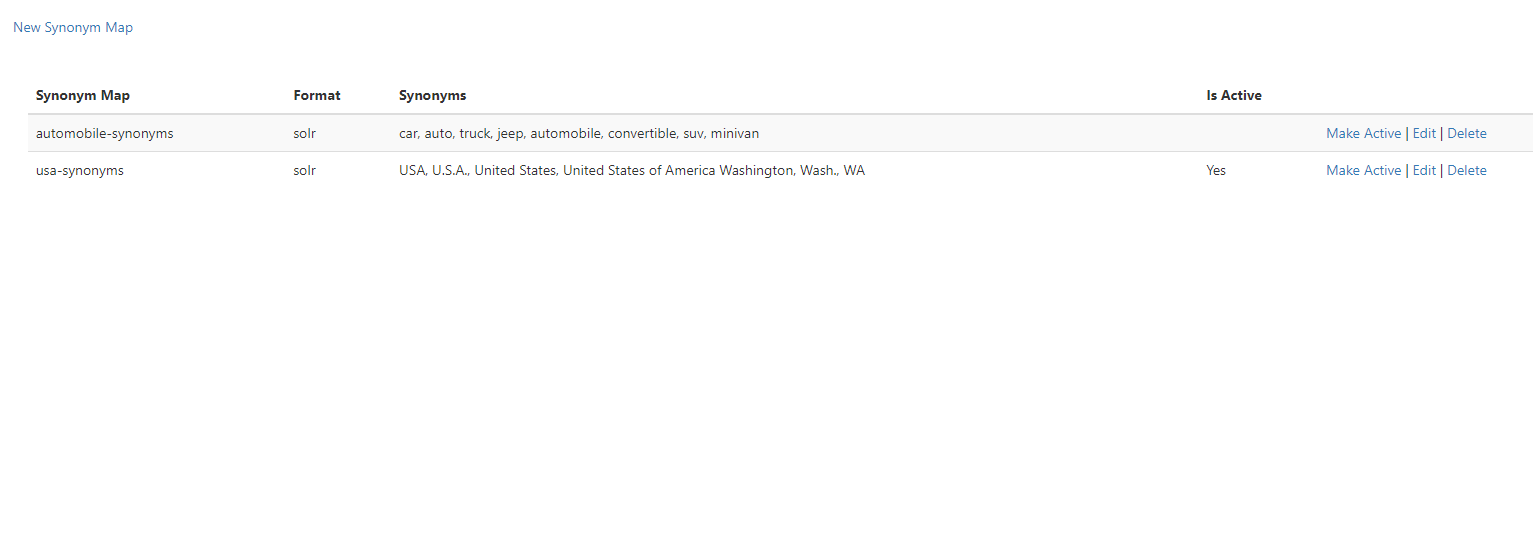 New Synonym Map
Synonym Map Format Synonyms Is Active
automobile-synonyms solr car, auto, truck, jeep, automobile, convertible, suv, minivan Make Active | Edit | Delete
usa-synonyms solr USA, U.S.A., United States, United States of America Washington, Wash., WA Yes Make Active | Edit | Delete